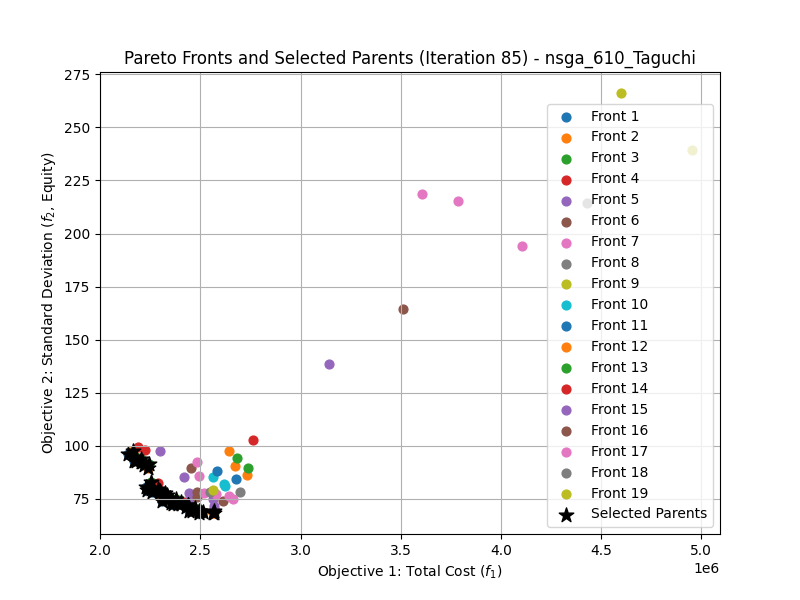 Pareto Fronts and Selected Parents (Iteration 85) - nsga_610_Taguchi
275
250
225
200
175
150
125
100
75
Objective 2: Standard Deviation (f2, Equity)
2.0
2.5
3.0
3.5
4.0
4.5
5.0
1e6
Objective 1: Total Cost (f1)
Front 1
Front 2
Front 3
Front 4
Front 5
Front 6
Front 7
Front 8
Front 9
Front 10
Front 11
Front 12
Front 13
Front 14
Front 15
Front 16
Front 17
Front 18
Front 19
Selected Parents